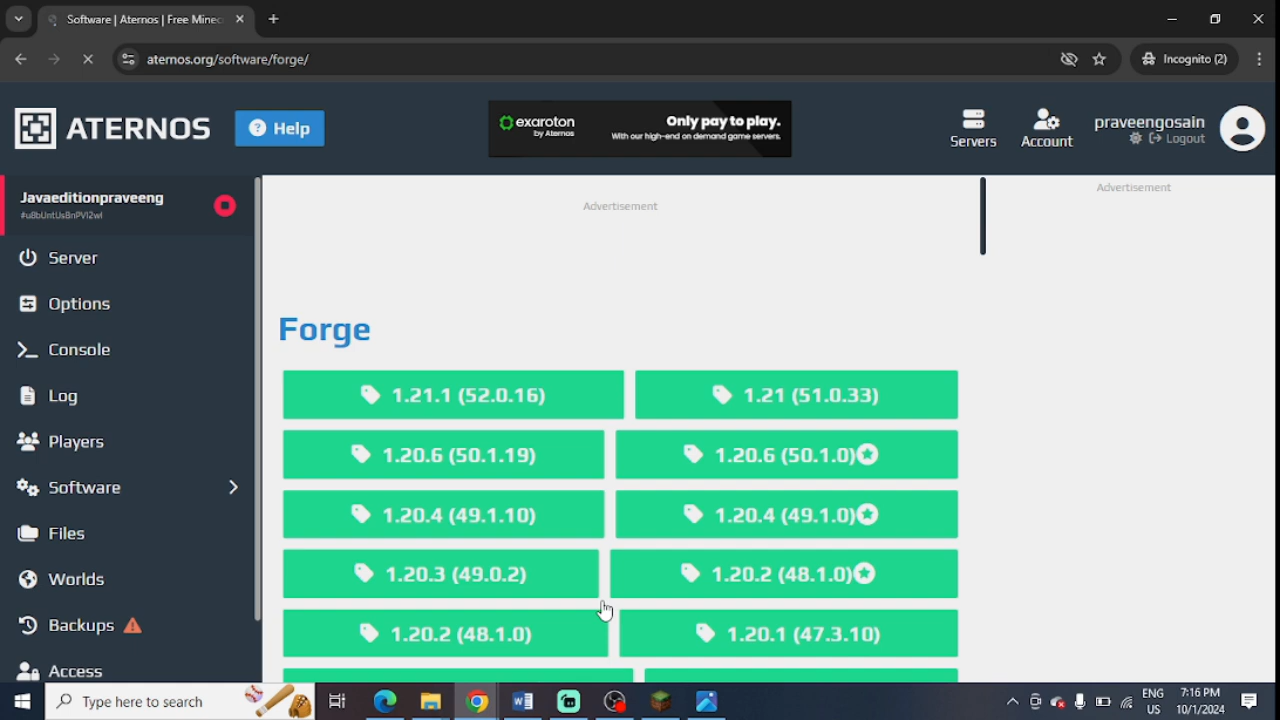 Software | Aternos | Free Minec
aternos.org/software/forge/
Incognito (2)
ATERNOS
Help
exaroton
by Aternos
Only pay to play.
With our high-end on demand game servers.
Servers
Account
praveengosain
Logout
Javaeditionpraveeng
Server
Options
Console
Log
Players
Software
Files
Worlds
Backups
Access
Advertisement
Advertisement
Forge
1.21.1 (52.0.16)
1.21 (51.0.33)
1.20.6 (50.1.19)
1.20.6 (50.1.0)
1.20.4 (49.1.10)
1.20.4 (49.1.0)
1.20.3 (49.0.2)
1.20.2 (48.1.0)
1.20.2 (48.1.0)
1.20.1 (47.3.10)
Type here to search
ENG
US
7:16 PM
10/1/2024